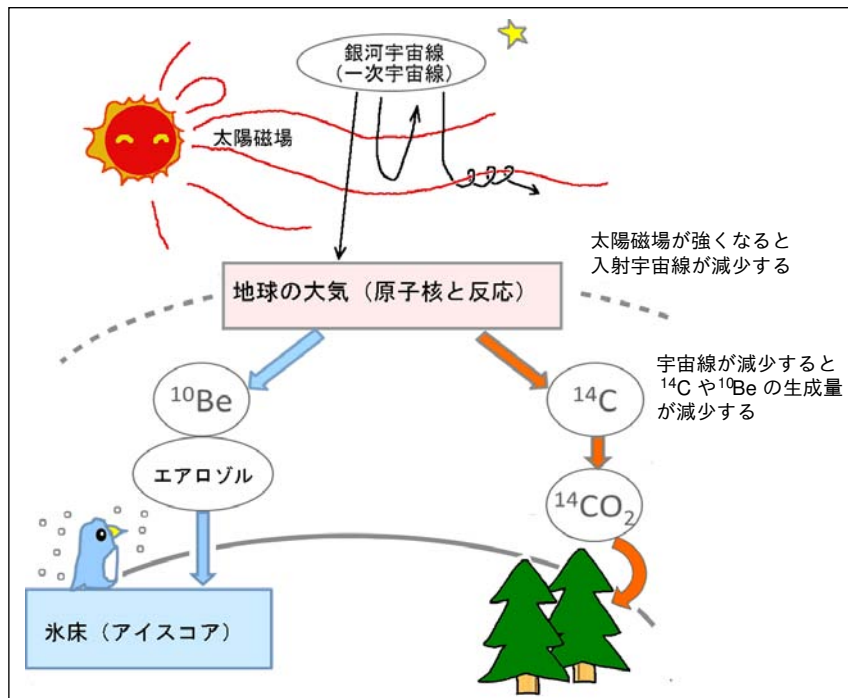 銀河宇宙線
(一次宇宙線)
太陽磁場
太陽磁場が強くなると
入射宇宙線が減少する
地球の大気（原子核と反応）
宇宙線が減少すると
¹⁴C や¹⁰Be の生成量
が減少する
¹⁰Be
¹⁴C
エアロゾル
¹⁴CO₂
氷床（アイスコア）